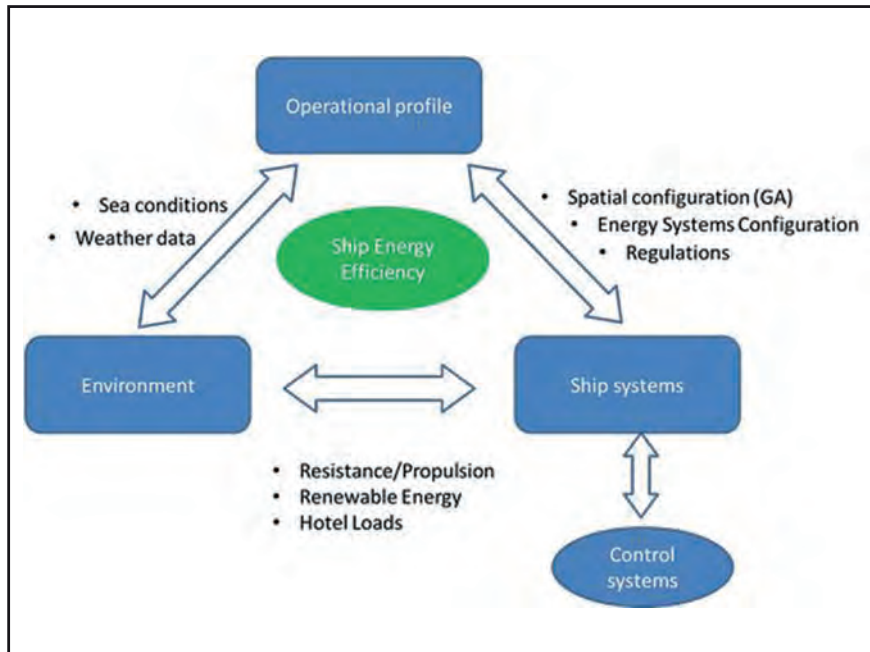 Operational profile
• Sea conditions
• Weather data
• Spatial configuration (GA)
• Energy Systems Configuration
• Regulations
Ship Energy
Efficiency
Environment
Ship systems
• Resistance/Propulsion
• Renewable Energy
• Hotel Loads
Control
systems